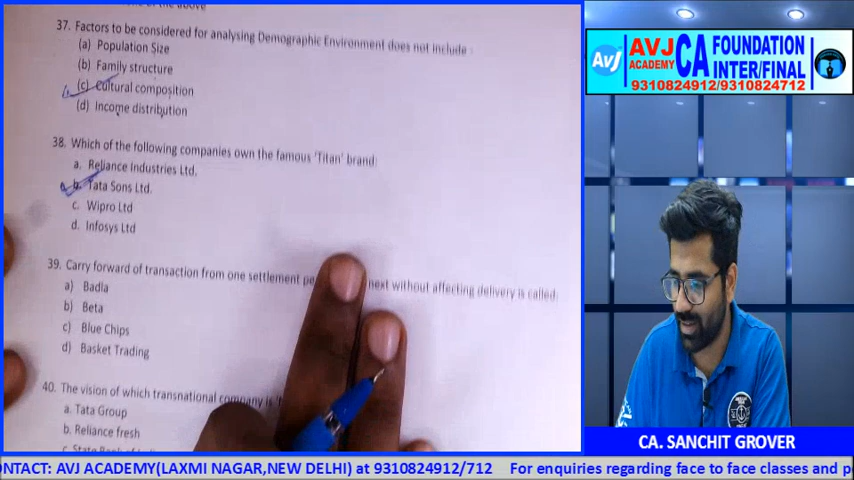 37. Factors to be considered for analysing Demographic Environment does not include :
(a) Population Size
(b) Family structure
(c) Cultural composition
(d) Income distribution
38. Which of the following companies own the famous 'Titan' brand:
a. Reliance Industries Ltd.
b. Tata Sons Ltd.
c. Wipro Ltd
d. Infosys Ltd
39. Carry forward of transaction from one settlement next without affecting delivery is called:
a) Badla
b) Beta
c) Blue Chips
d) Basket Trading
40. The vision of which transnational company is
a. Tata Group
b. Reliance fresh
c. State Bank of
AVJ
AVJ
ACADEMY
CA
FOUNDATION
INTER/FINAL
9310824912/9310824712
CA. SANCHIT GROVER
ONTACT: AVJ ACADEMY(LAXMI NAGAR,NEW DELHI) at 9310824912/712 For enquiries regarding face to face classes and p